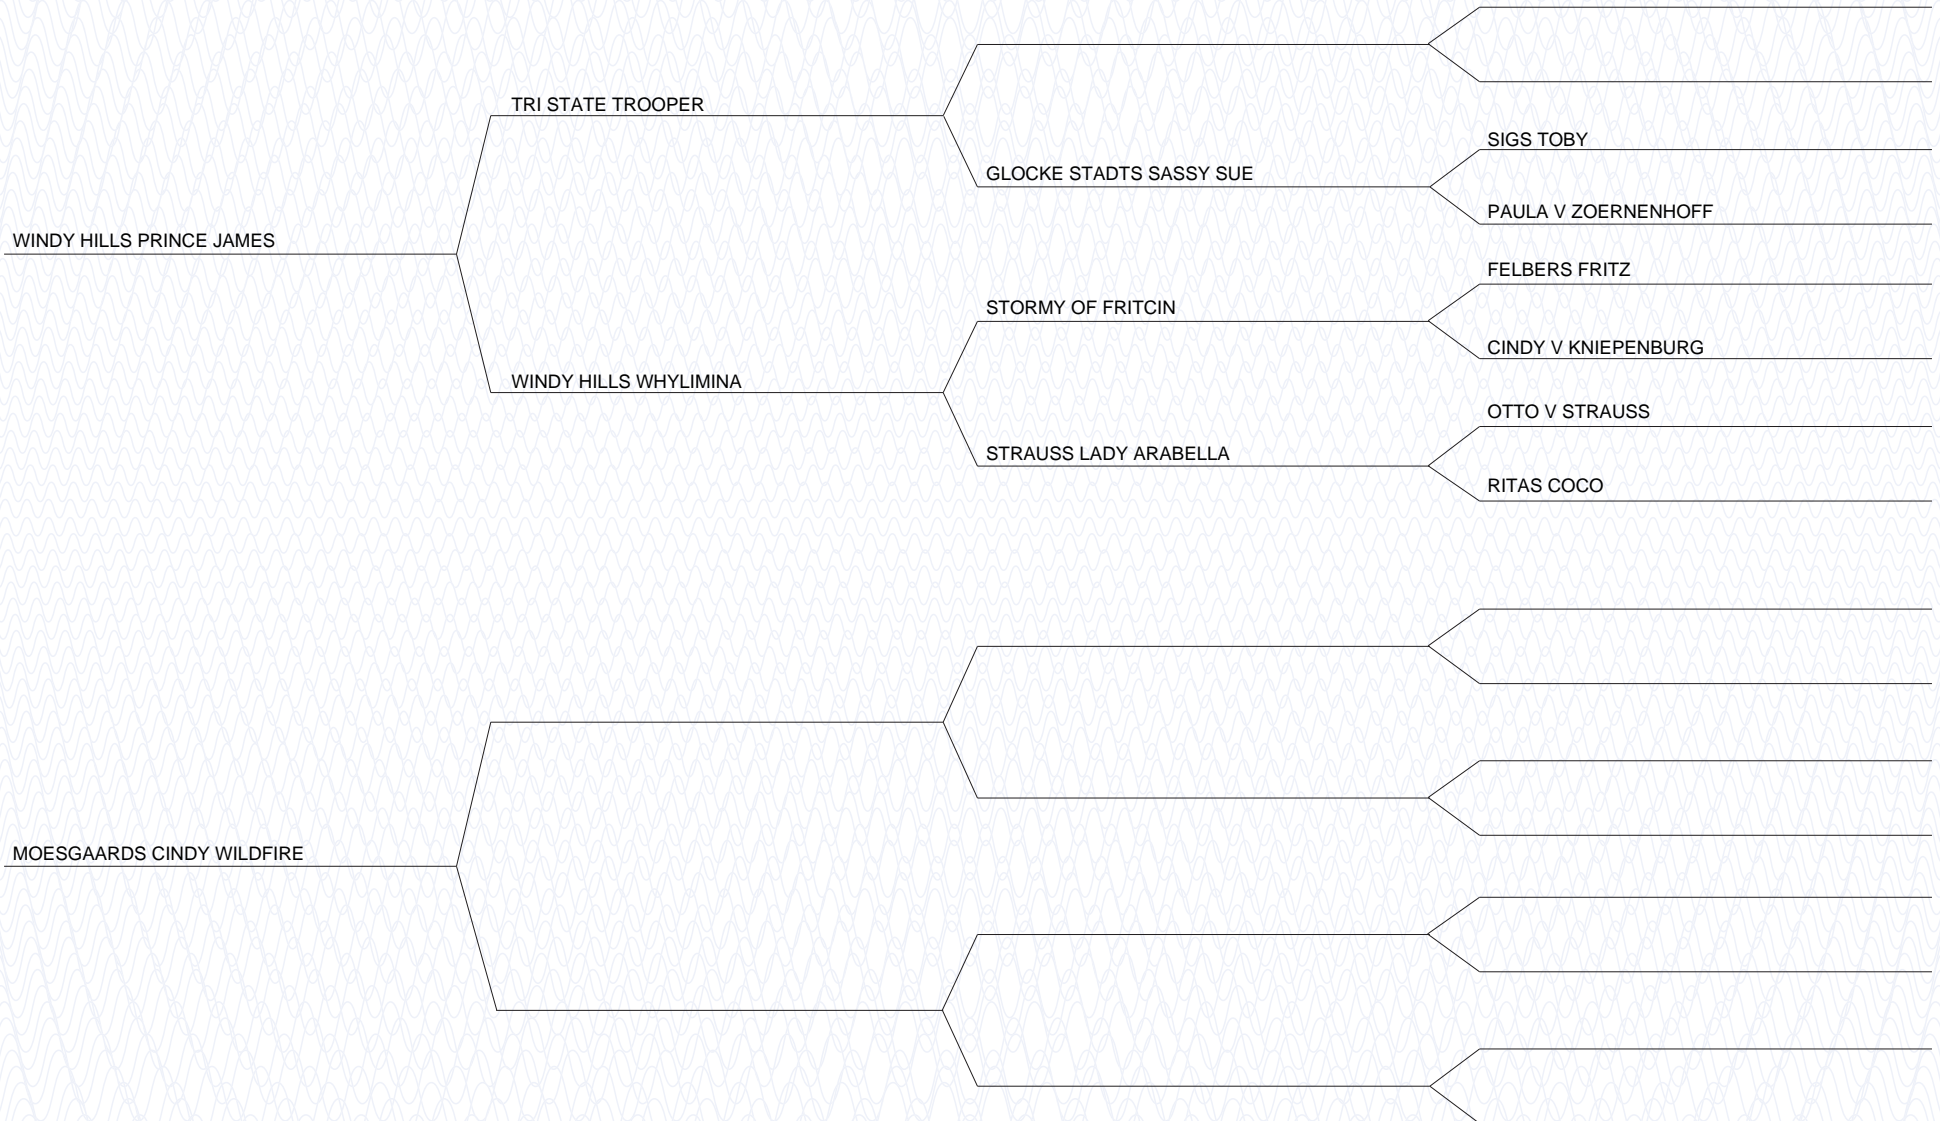 TRI STATE TROOPER
SIGS TOBY
GLOCKE STADTS SASSY SUE
PAULA V ZOERNENHOFF
WINDY HILLS PRINCE JAMES
FELBERS FRITZ
STORMY OF FRITCIN
CINDY V KNIEPENBURG
WINDY HILLS WHYLIMINA
OTTO V STRAUSS
STRAUSS LADY ARABELLA
RITAS COCO
MOESGAARDS CINDY WILDFIRE